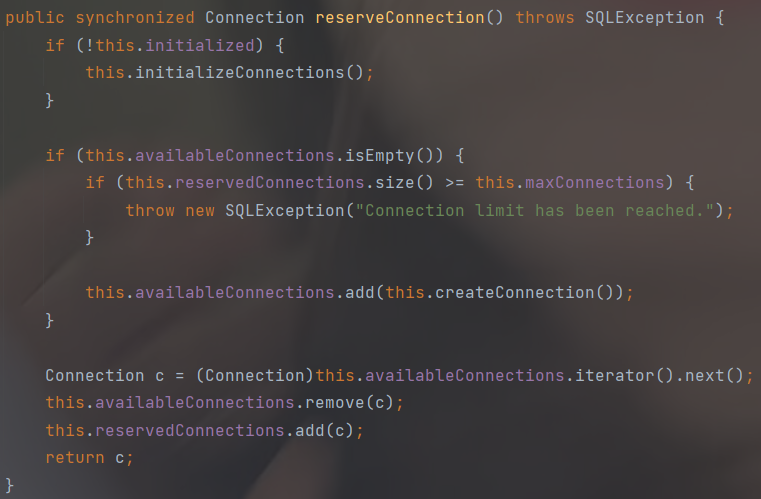 public synchronized Connection reserveConnection() throws SQLException {
    if (!this.initialized) {
        this.initializeConnections();
    }

    if (this.availableConnections.isEmpty()) {
        if (this.reservedConnections.size() >= this.maxConnections) {
            throw new SQLException("Connection limit has been reached.");
        }

        this.availableConnections.add(this.createConnection());
    }

    Connection c = (Connection)this.availableConnections.iterator().next();
    this.availableConnections.remove(c);
    this.reservedConnections.add(c);
    return c;
}